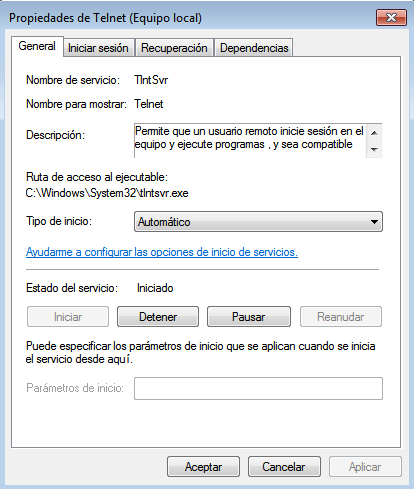 Propiedades de Telnet (Equipo local)
General Iniciar sesión Recuperación Dependencias
Nombre de servicio: TlntSvr
Nombre para mostrar: Telnet
Descripción: Permite que un usuario remoto inicie sesión en el
equipo y ejecute programas , y sea compatible
Ruta de acceso al ejecutable:
C:\Windows\System32\tlntsvr.exe
Tipo de inicio: Automático
Ayudarme a configurar las opciones de inicio de servicios.
Estado del servicio: Iniciado
Iniciar Detener Pausar Reanudar
Puede especificar los parámetros de inicio que se aplican cuando se inicia
el servicio desde aquí.
Parámetros de inicio:
Aceptar Cancelar Aplicar